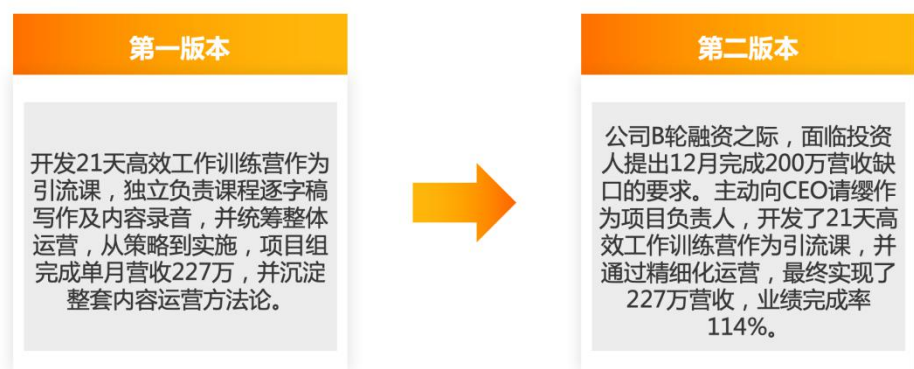 第一版本
开发21天高效工作训练营作为
引流课，独立负责课程逐字稿
写作及内容录音，并统筹整体
运营，从策略到实施，项目组
完成单月营收227万，并沉淀
整套内容运营方法论。
第二版本
公司B轮融资之际，面临投资
人提出12月完成200万营收缺
口的要求。主动向CEO请缨作
为项目负责人，开发了21天高
效工作训练营作为引流课，并
通过精细化运营，最终实现了
227万营收，业绩完成率
114%。